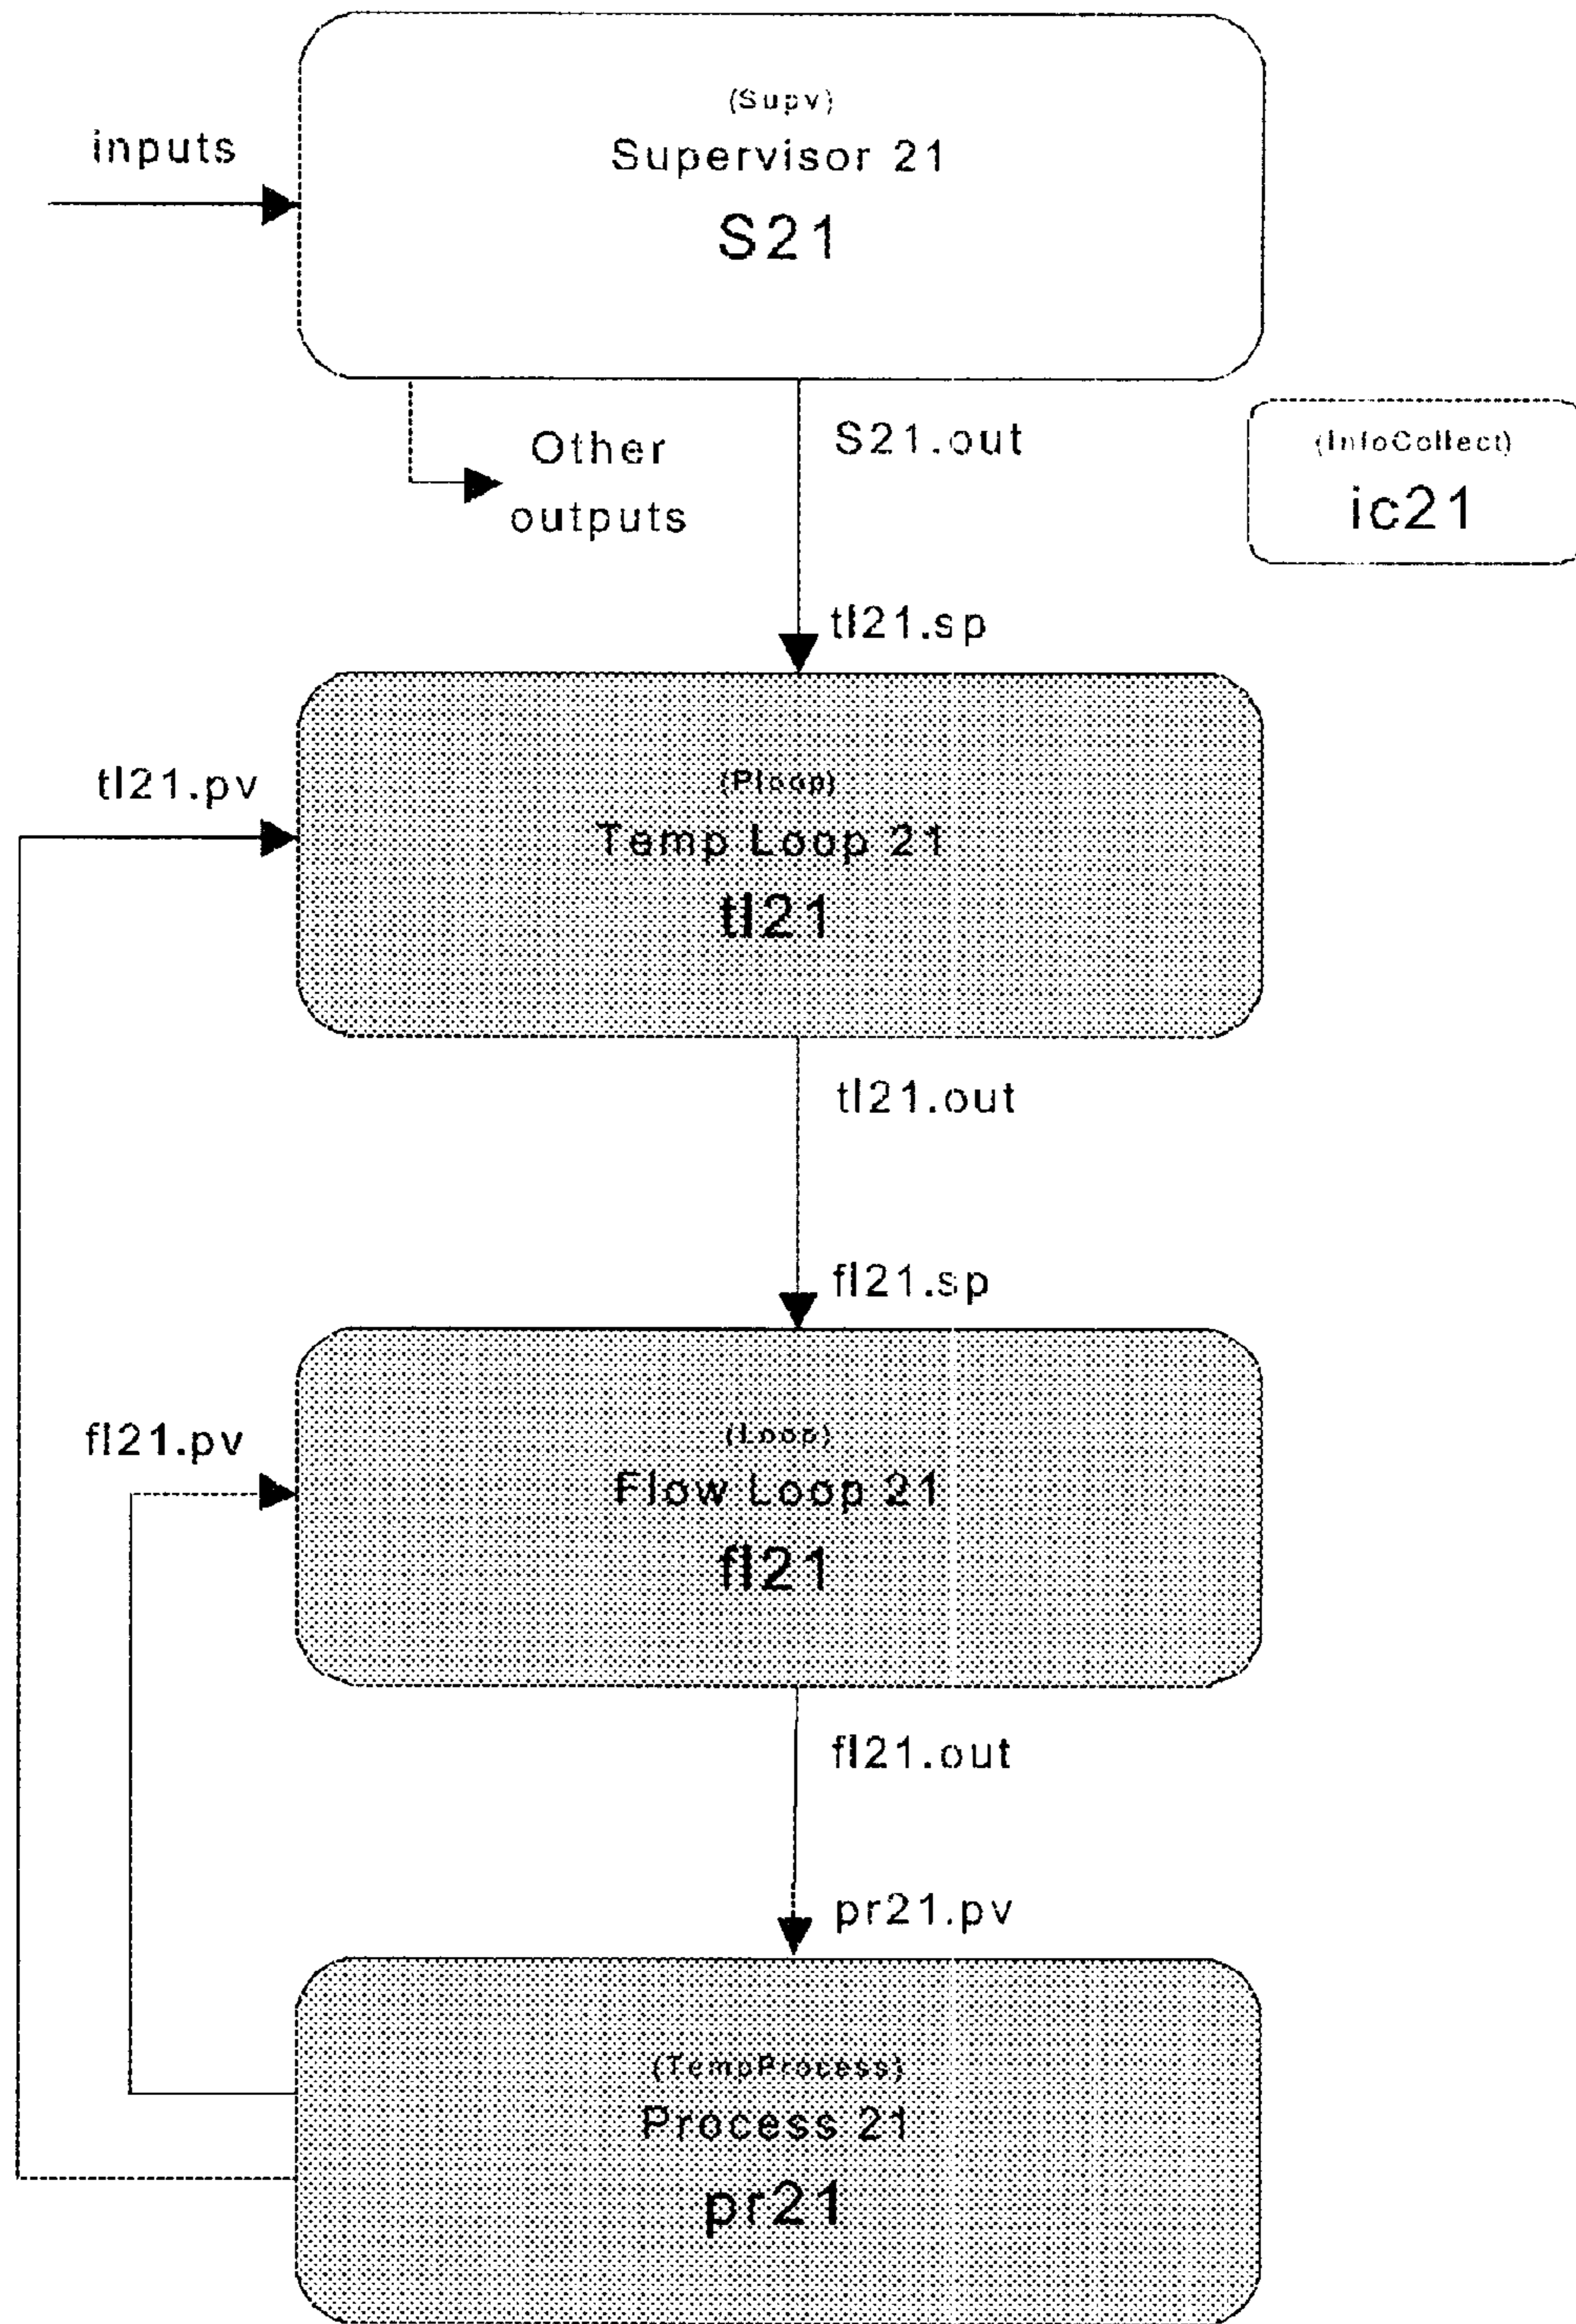 (Supv)
inputs
Supervisor 21
S21
Other
outputs
S21.out
(InfoCollect)
ic21
tl21.sp
tl21.pv
(Ploop)
Temp Loop 21
tl21
tl21.out
fl21.sp
fl21.pv
(Loop)
Flow Loop 21
fl21
fl21.out
pr21.pv
(TempProcess)
Process 21
pr21